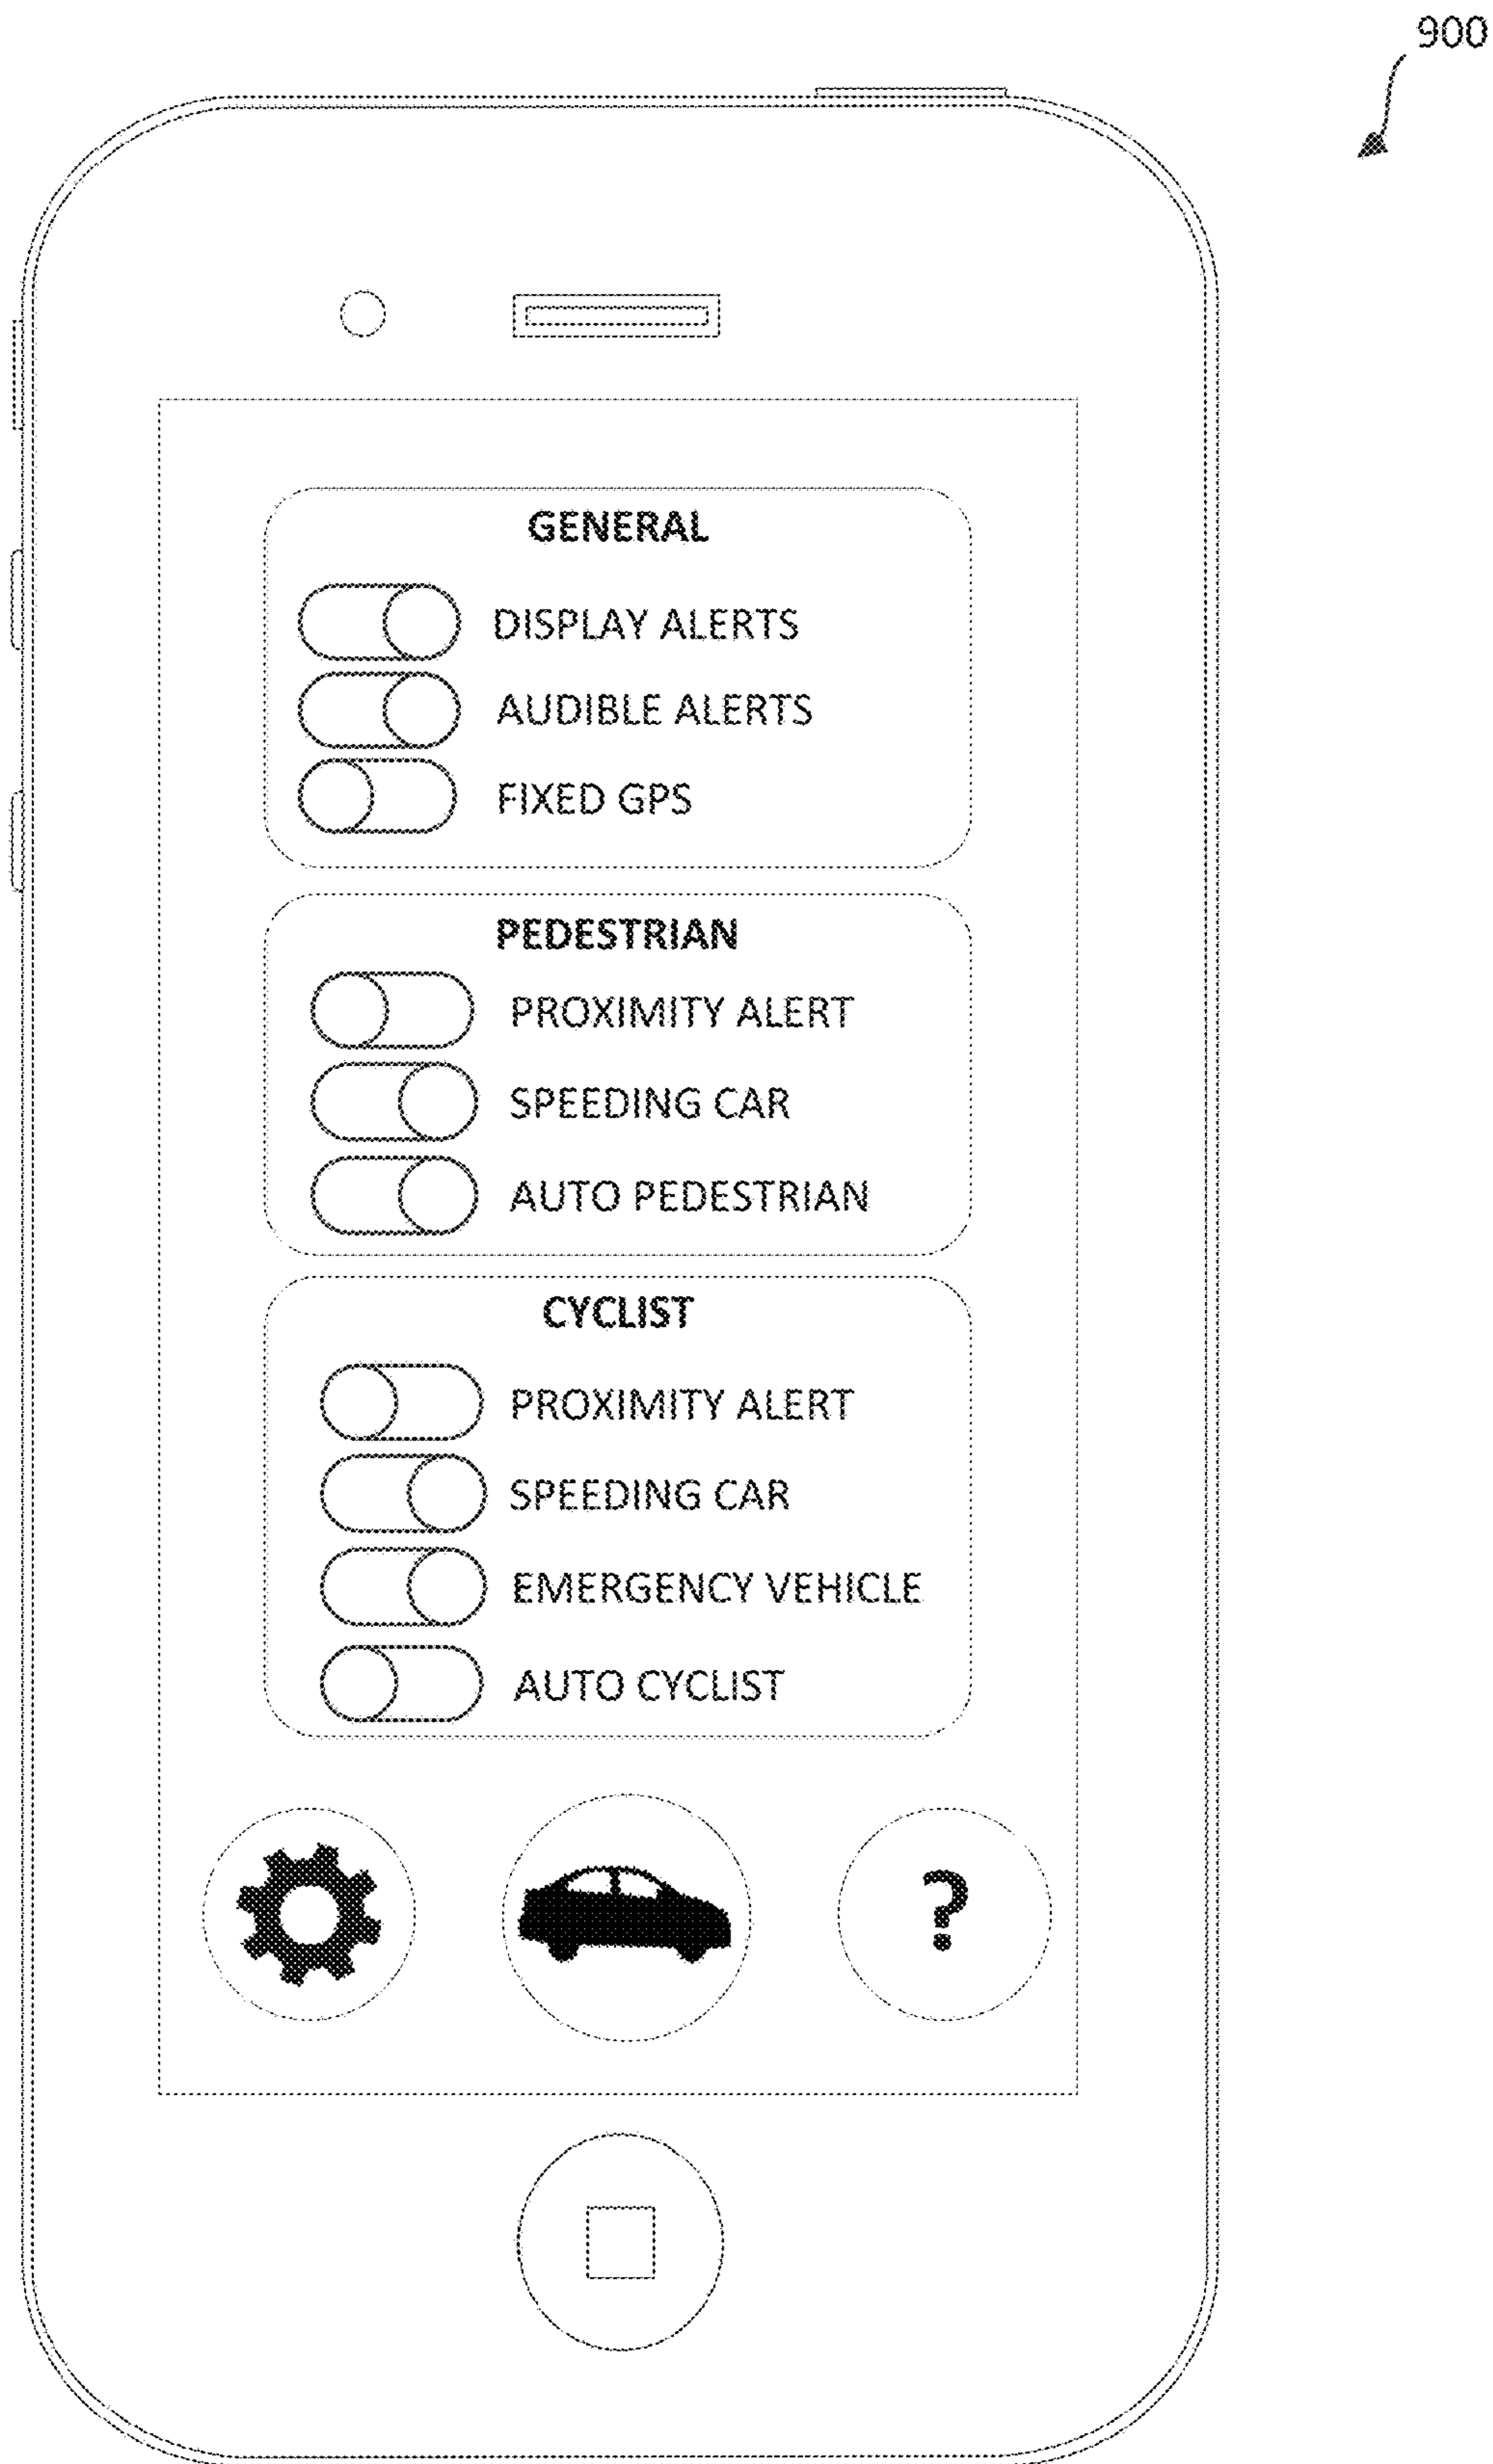 900
GENERAL
DISPLAY ALERTS
AUDIBLE ALERTS
FIXED GPS
PEDESTRIAN
PROXIMITY ALERT
SPEEDING CAR
AUTO PEDESTRIAN
CYCLIST
PROXIMITY ALERT
SPEEDING CAR
EMERGENCY VEHICLE
AUTO CYCLIST
?